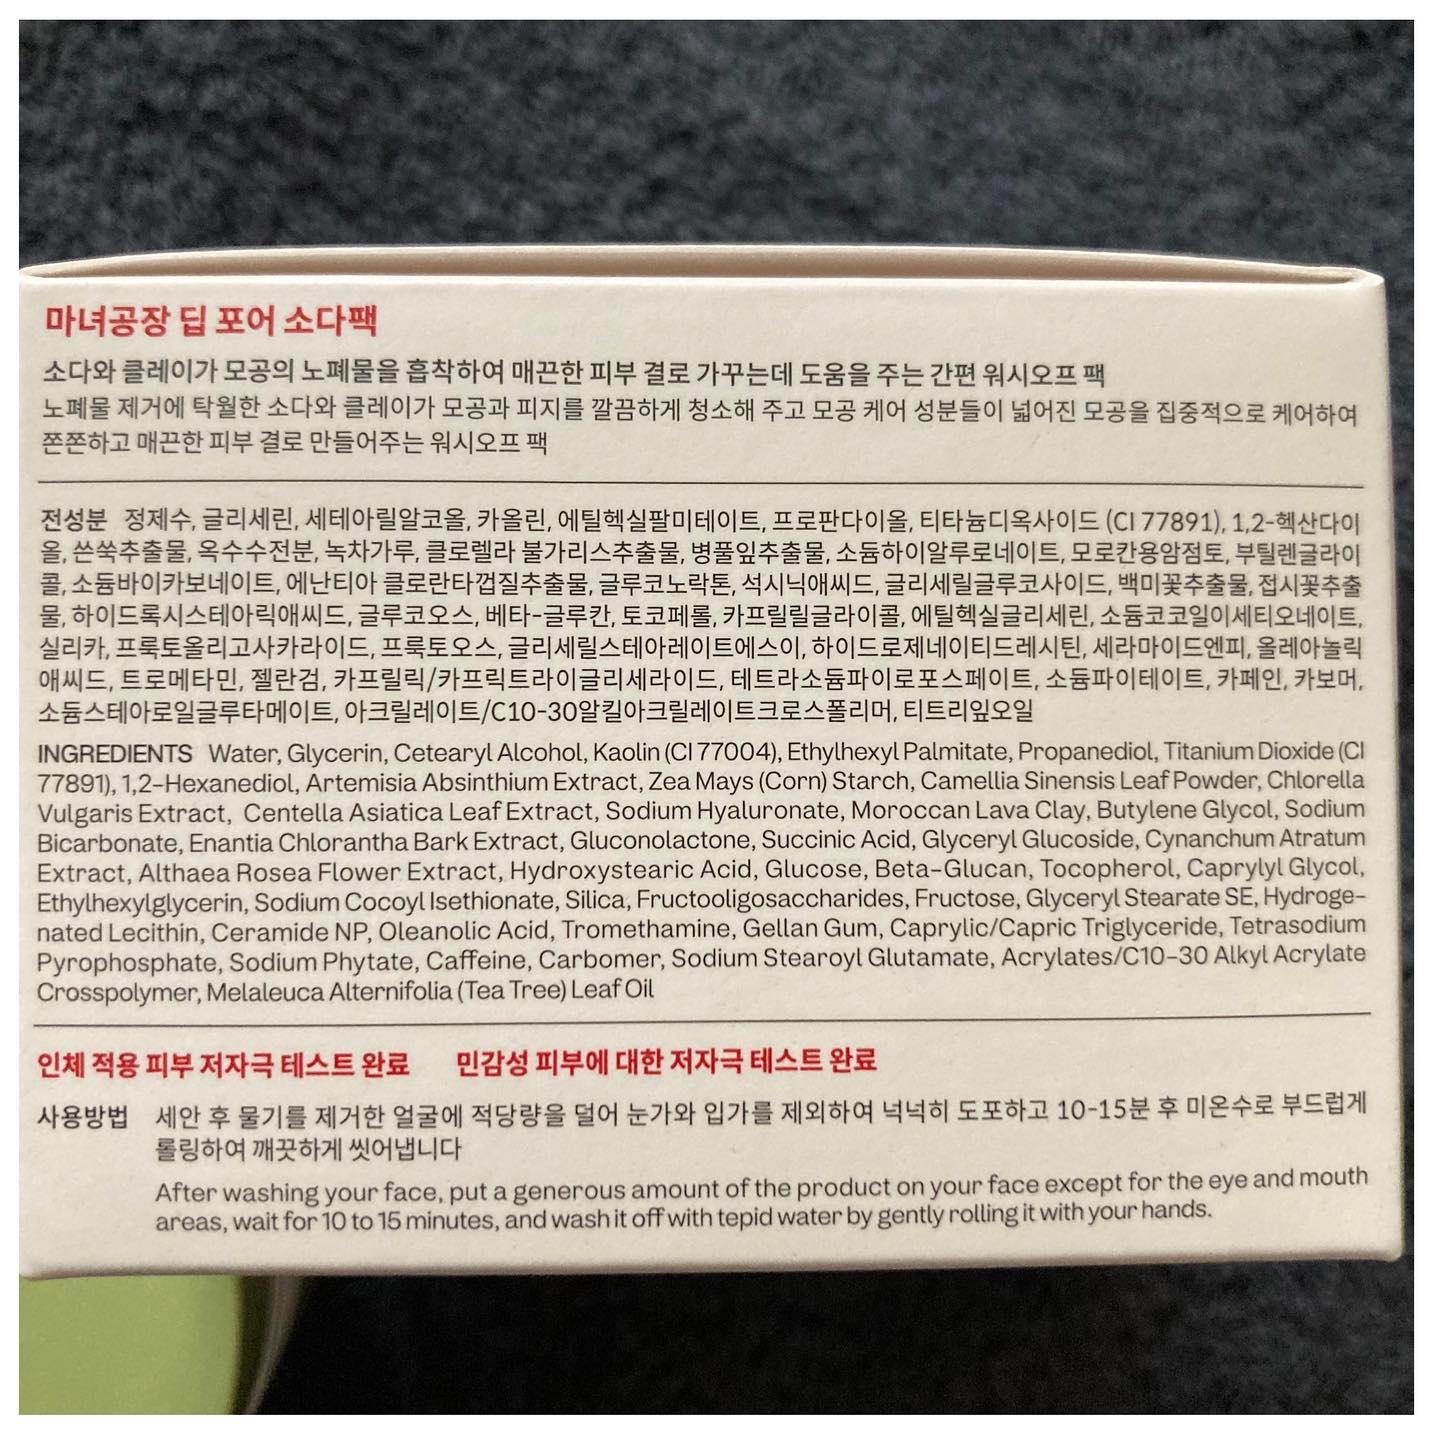 마녀공장 딥 포어 소다팩
소다와 클레이가 모공의 노폐물을 흡착하여 매끈한 피부 결로 가꾸는데 도움을 주는 간편 워시오프 팩
노폐물 제거에 탁월한 소다와 클레이가 모공과 피지를 깔끔하게 청소해 주고 모공 케어 성분들이 넓어진 모공을 집중적으로 케어하여
쫀쫀하고 매끈한 피부 결로 만들어주는 워시오프 팩
전성분 정제수, 글리세린, 세테아릴알코올, 카올린, 에틸헥실팔미테이트, 프로판다이올, 티타늄디옥사이드 (CI 77891), 1,2-헥산다이
올, 쓴쑥추출물, 옥수수전분, 녹차가루, 클로렐라 불가리스추출물, 병풀잎추출물, 소듐하이알루로네이트, 모로칸용암점토, 부틸렌글라이
콜, 소듐바이카보네이트, 에난티아 클로란타껍질추출물, 글루코노락톤, 석시닉애씨드, 글리세릴글루코사이드, 백미꽃추출물, 접시꽃추출
물, 하이드록시스테아릭애씨드, 글루코오스, 베타-글루칸, 토코페롤, 카프릴릴글라이콜, 에틸헥실글리세린, 소듐코코일이세티오네이트,
실리카, 프룩토올리고사카라이드, 프룩토오스, 글리세릴스테아레이트에스이, 하이드로제네이티드레시틴, 세라마이드엔피, 올레아놀릭
애씨드, 트로메타민, 젤란검, 카프릴릭/카프릭트라이글리세라이드, 테트라소듐파이로포스페이트, 소듐파이테이트, 카페인, 카보머,
소듐스테아로일글루타메이트, 아크릴레이트/C10-30알킬아크릴레이트크로스폴리머, 티트리잎오일
INGREDIENTS Water, Glycerin, Cetearyl Alcohol, Kaolin (CI 77004), Ethylhexyl Palmitate, Propanediol, Titanium Dioxide (CI
77891), 1,2-Hexanediol, Artemisia Absinthium Extract, Zea Mays (Corn) Starch, Camellia Sinensis Leaf Powder, Chlorella
Vulgaris Extract, Centella Asiatica Leaf Extract, Sodium Hyaluronate, Moroccan Lava Clay, Butylene Glycol, Sodium
Bicarbonate, Enantia Chlorantha Bark Extract, Gluconolactone, Succinic Acid, Glyceryl Glucoside, Cynanchum Atratum
Extract, Althaea Rosea Flower Extract, Hydroxystearic Acid, Glucose, Beta-Glucan, Tocopherol, Caprylyl Glycol,
Ethylhexylglycerin, Sodium Cocoyl Isethionate, Silica, Fructooligosaccharides, Fructose, Glyceryl Stearate SE, Hydroge-
nated Lecithin, Ceramide NP, Oleanolic Acid, Tromethamine, Gellan Gum, Caprylic/Capric Triglyceride, Tetrasodium
Pyrophosphate, Sodium Phytate, Caffeine, Carbomer, Sodium Stearoyl Glutamate, Acrylates/C10-30 Alkyl Acrylate
Crosspolymer, Melaleuca Alternifolia (Tea Tree) Leaf Oil
인체 적용 피부 저자극 테스트 완료 민감성 피부에 대한 저자극 테스트 완료
사용방법 세안 후 물기를 제거한 얼굴에 적당량을 덜어 눈가와 입가를 제외하여 넉넉히 도포하고 10-15분 후 미온수로 부드럽게
롤링하여 깨끗하게 씻어냅니다
After washing your face, put a generous amount of the product on your face except for the eye and mouth
areas, wait for 10 to 15 minutes, and wash it off with tepid water by gently rolling it with your hands.